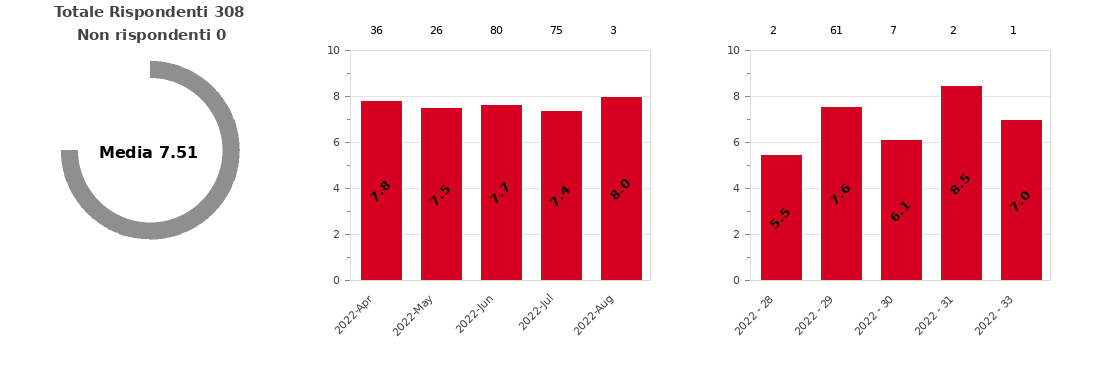 Totale Rispondenti 308
Non rispondenti 0
Media 7.51
36 26 80 75 3
10
8
6
4
2
0
7.8 7.5 7.7 7.4 8.0
2022-Apr 2022-May 2022-Jun 2022-Jul 2022-Aug
2 61 7 2 1
10
8
6
4
2
0
5.5 7.6 6.1 8.5 7.0
2022 - 28 2022 - 29 2022 - 30 2022 - 31 2022 - 33